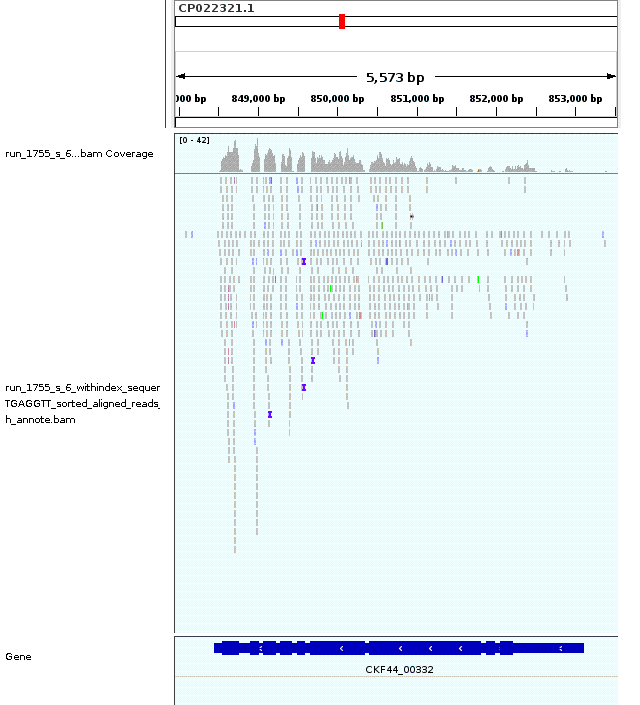 CP022321.1
5,573 bp
000 bp 849,000 bp 850,000 bp 851,000 bp 852,000 bp 853,000 bp
[0 - 42]
run_1755_s_6...bam Coverage
run_1755_s_6_withindex_sequer
TGAGGTT_sorted_aligned_reads_
h_annote.bam
Gene
CKF44_00332